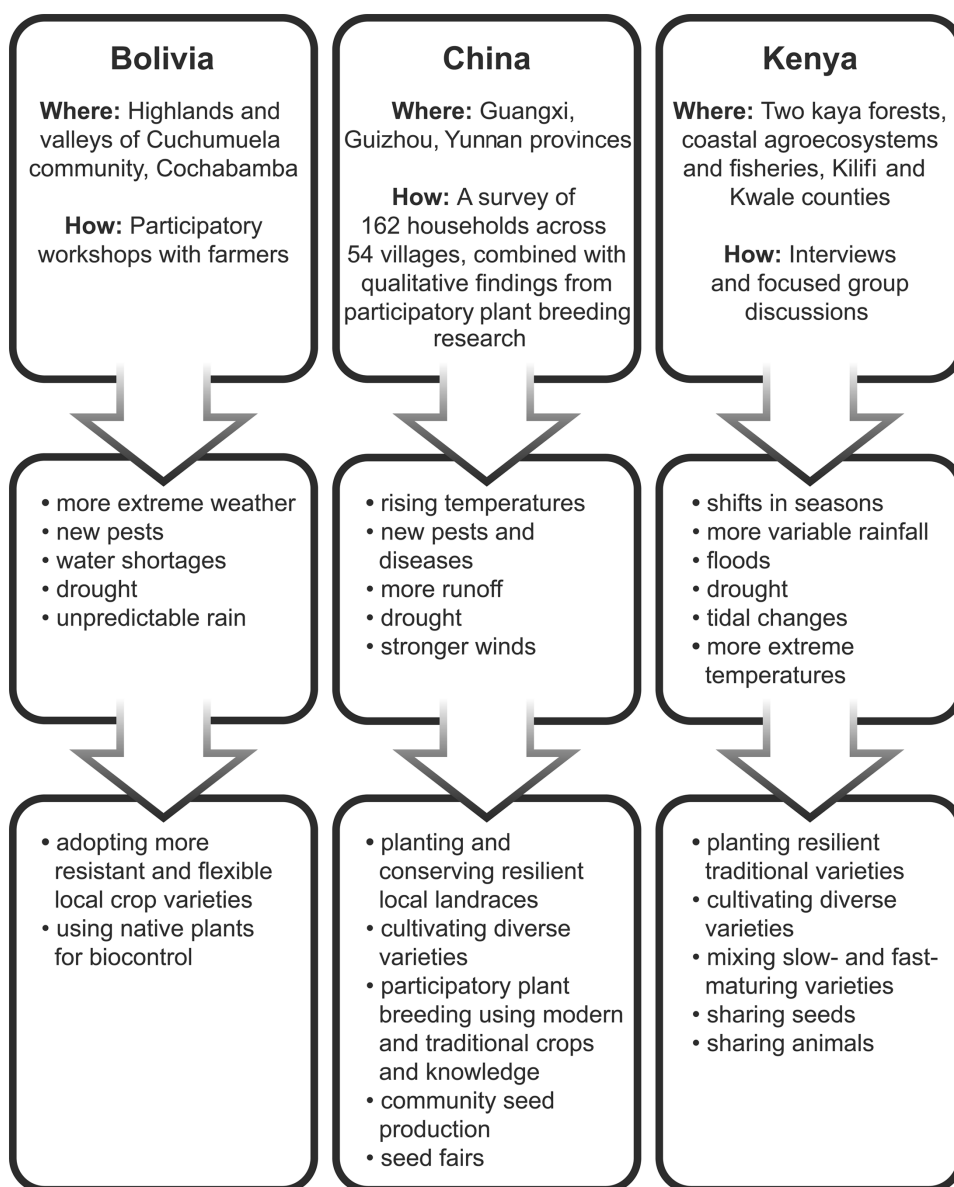 Bolivia
Where: Highlands and
valleys of Cuchumuela
community, Cochabamba
How: Participatory
workshops with farmers
• more extreme weather
• new pests
• water shortages
• drought
• unpredictable rain
• adopting more
resistant and flexible
local crop varieties
• using native plants
for biocontrol
China
Where: Guangxi,
Guizhou, Yunnan provinces
How: A survey of
162 households across
54 villages, combined with
qualitative findings from
participatory plant breeding
research
• rising temperatures
• new pests and
diseases
• more runoff
• drought
• stronger winds
• planting and
conserving resilient
local landraces
• cultivating diverse
varieties
• participatory plant
breeding using modern
and traditional crops
and knowledge
• community seed
production
• seed fairs
Kenya
Where: Two kaya forests,
coastal agroecosystems
and fisheries, Kilifi and
Kwale counties
How: Interviews
and focused group
discussions
• shifts in seasons
• more variable rainfall
• floods
• drought
• tidal changes
• more extreme
temperatures
• planting resilient
traditional varieties
• cultivating diverse
varieties
• mixing slow- and fast-
maturing varieties
• sharing seeds
• sharing animals